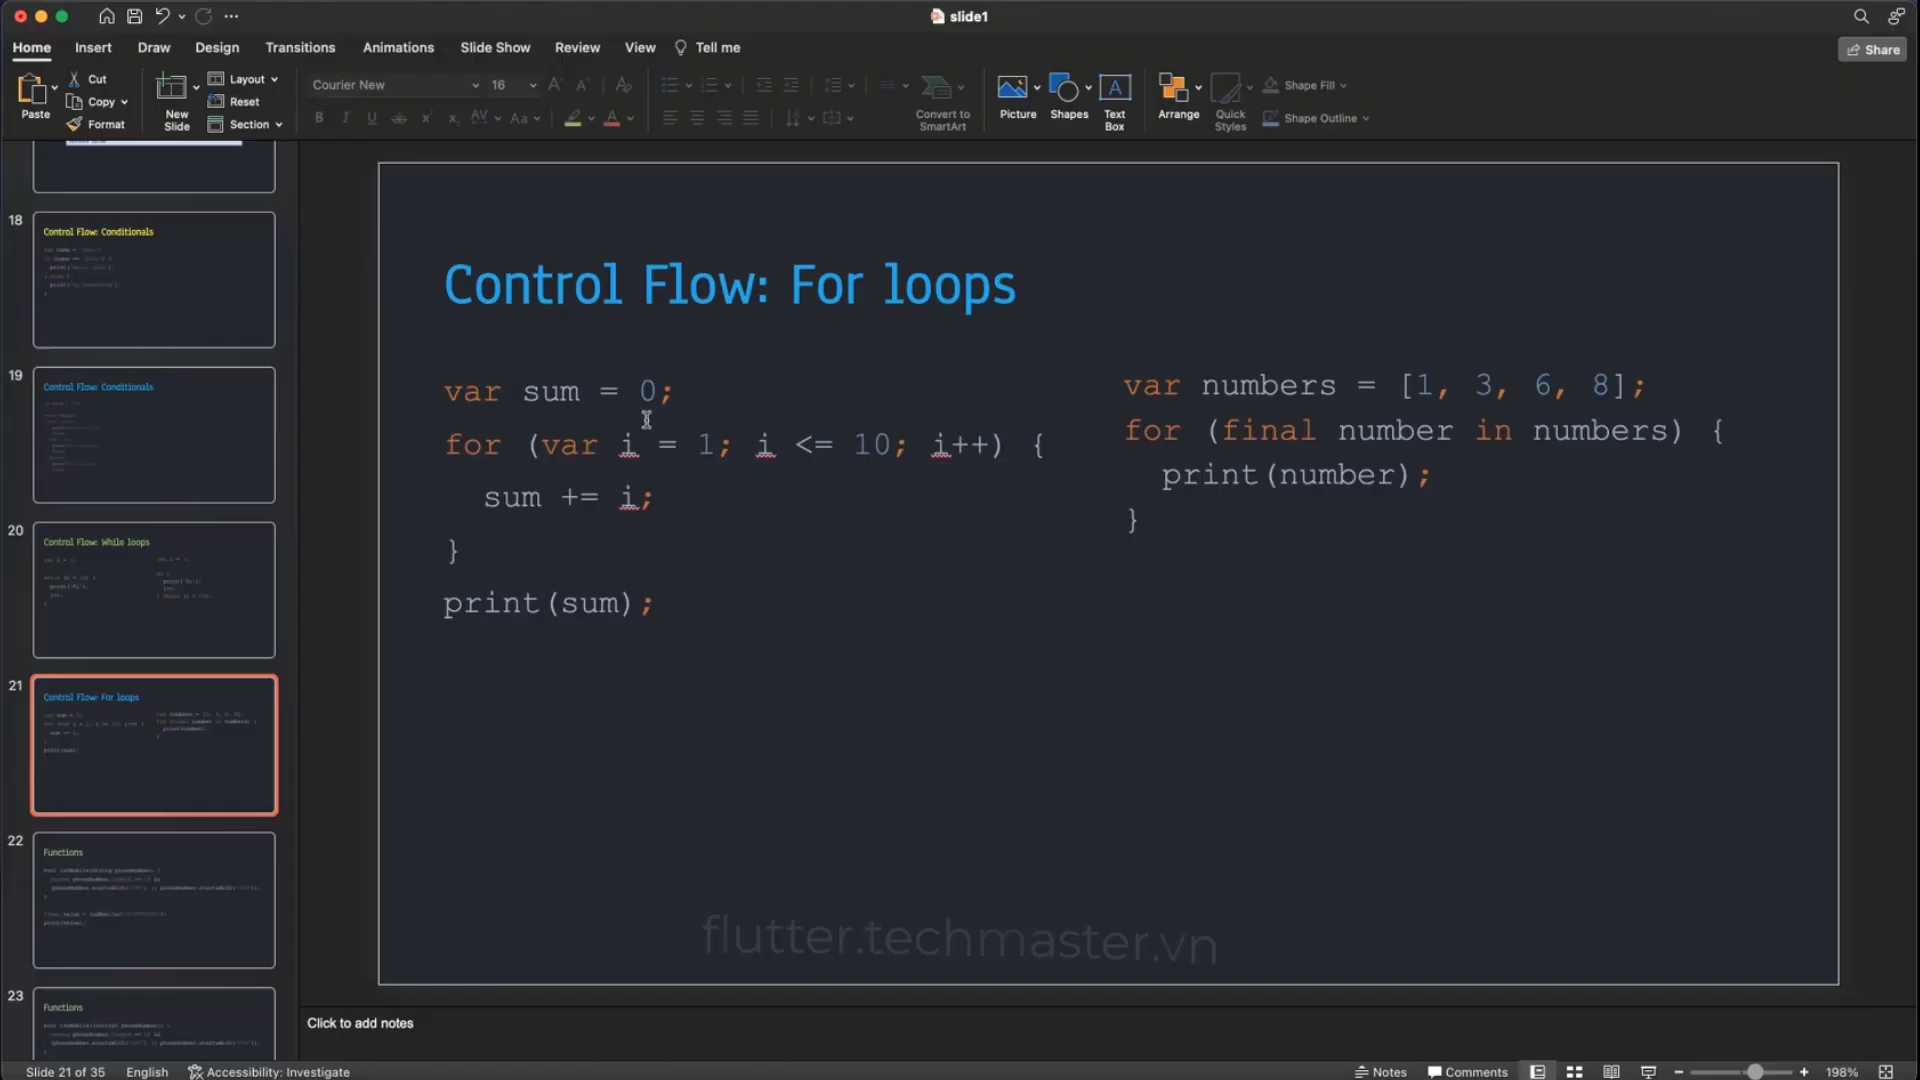 slide1
Home Insert Draw Design Transitions Animations Slide Show Review View Tell me
Share
Paste
Cut
Copy
Format
New Slide
Layout
Reset
Section
Courier New 16
Convert to SmartArt
Picture
Shapes
Text Box
Arrange
Quick Styles
Shape Fill
Shape Outline
18
Control Flow: Conditionals
19
Control Flow: Conditionals
20
Control Flow: While loops
21
Control Flow: For loops
22
Functions
23
Functions
Control Flow: For loops
var sum = 0;
for (var i = 1; i <= 10; i++) {
sum += i;
}
print(sum);
var numbers = [1, 3, 6, 8];
for (final number in numbers) {
print(number);
}
flutter.techmaster.vn
Click to add notes
Slide 21 of 35 English Accessibility: Investigate Notes Comments 198%